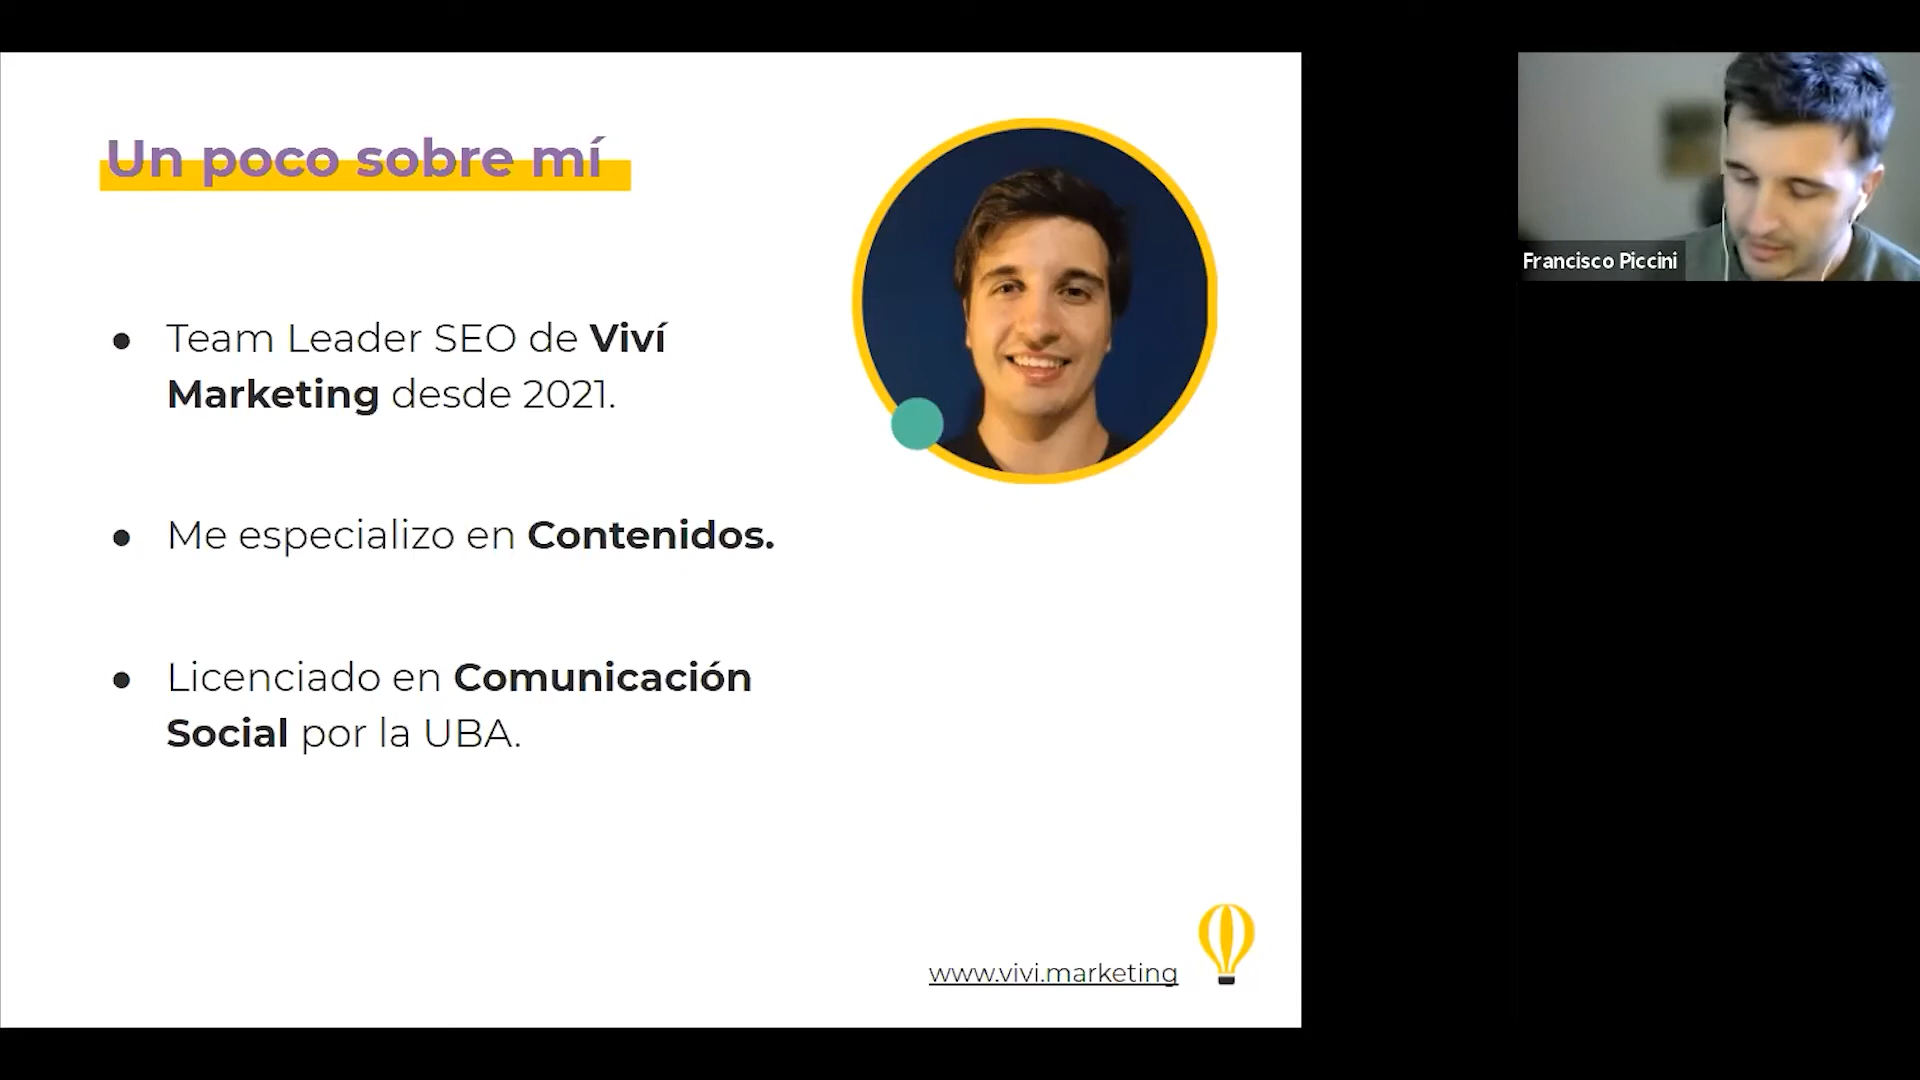 Un poco sobre mí
Team Leader SEO de Viví
Marketing desde 2021.
Me especializo en Contenidos.
Licenciado en Comunicación
Social por la UBA.
www.vivi.marketing
Francisco Piccini